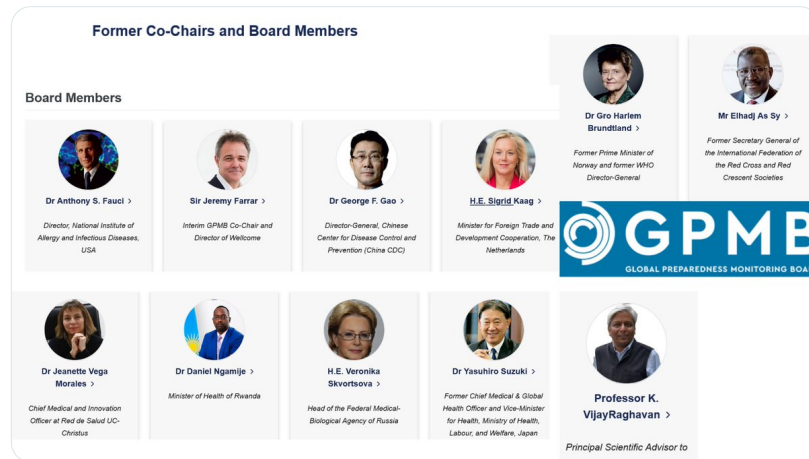 Former Co-Chairs and Board Members
Board Members
Dr Anthony S. Fauci >
Director, National Institute of
Allergy and Infectious Diseases,
USA
Sir Jeremy Farrar >
Interim GPMB Co-Chair and
Director of Wellcome
Dr George F. Gao >
Director-General, Chinese
Center for Disease Control and
Prevention (China CDC)
H.E. Sigrid Kaag >
Minister for Foreign Trade and
Development Cooperation, The
Netherlands
Dr Gro Harlem
Brundtland >
Former Prime Minister of
Norway and former WHO
Director-General
Mr Elhadj As Sy >
Former Secretary General of
the International Federation of
the Red Cross and Red
Crescent Societies
GPMB
GLOBAL PREPAREDNESS MONITORING BOA
Dr Jeanette Vega
Morales >
Chief Medical and Innovation
Officer at Red de Salud UC-
Christus
Dr Daniel Ngamije >
Minister of Health of Rwanda
H.E. Veronika
Skvortsova >
Head of the Federal Medical-
Biological Agency of Russia
Dr Yasuhiro Suzuki >
Former Chief Medical & Global
Health Officer and Vice-Minister
for Health, Ministry of Health,
Labour, and Welfare, Japan
Professor K.
VijayRaghavan >
Principal Scientific Advisor to